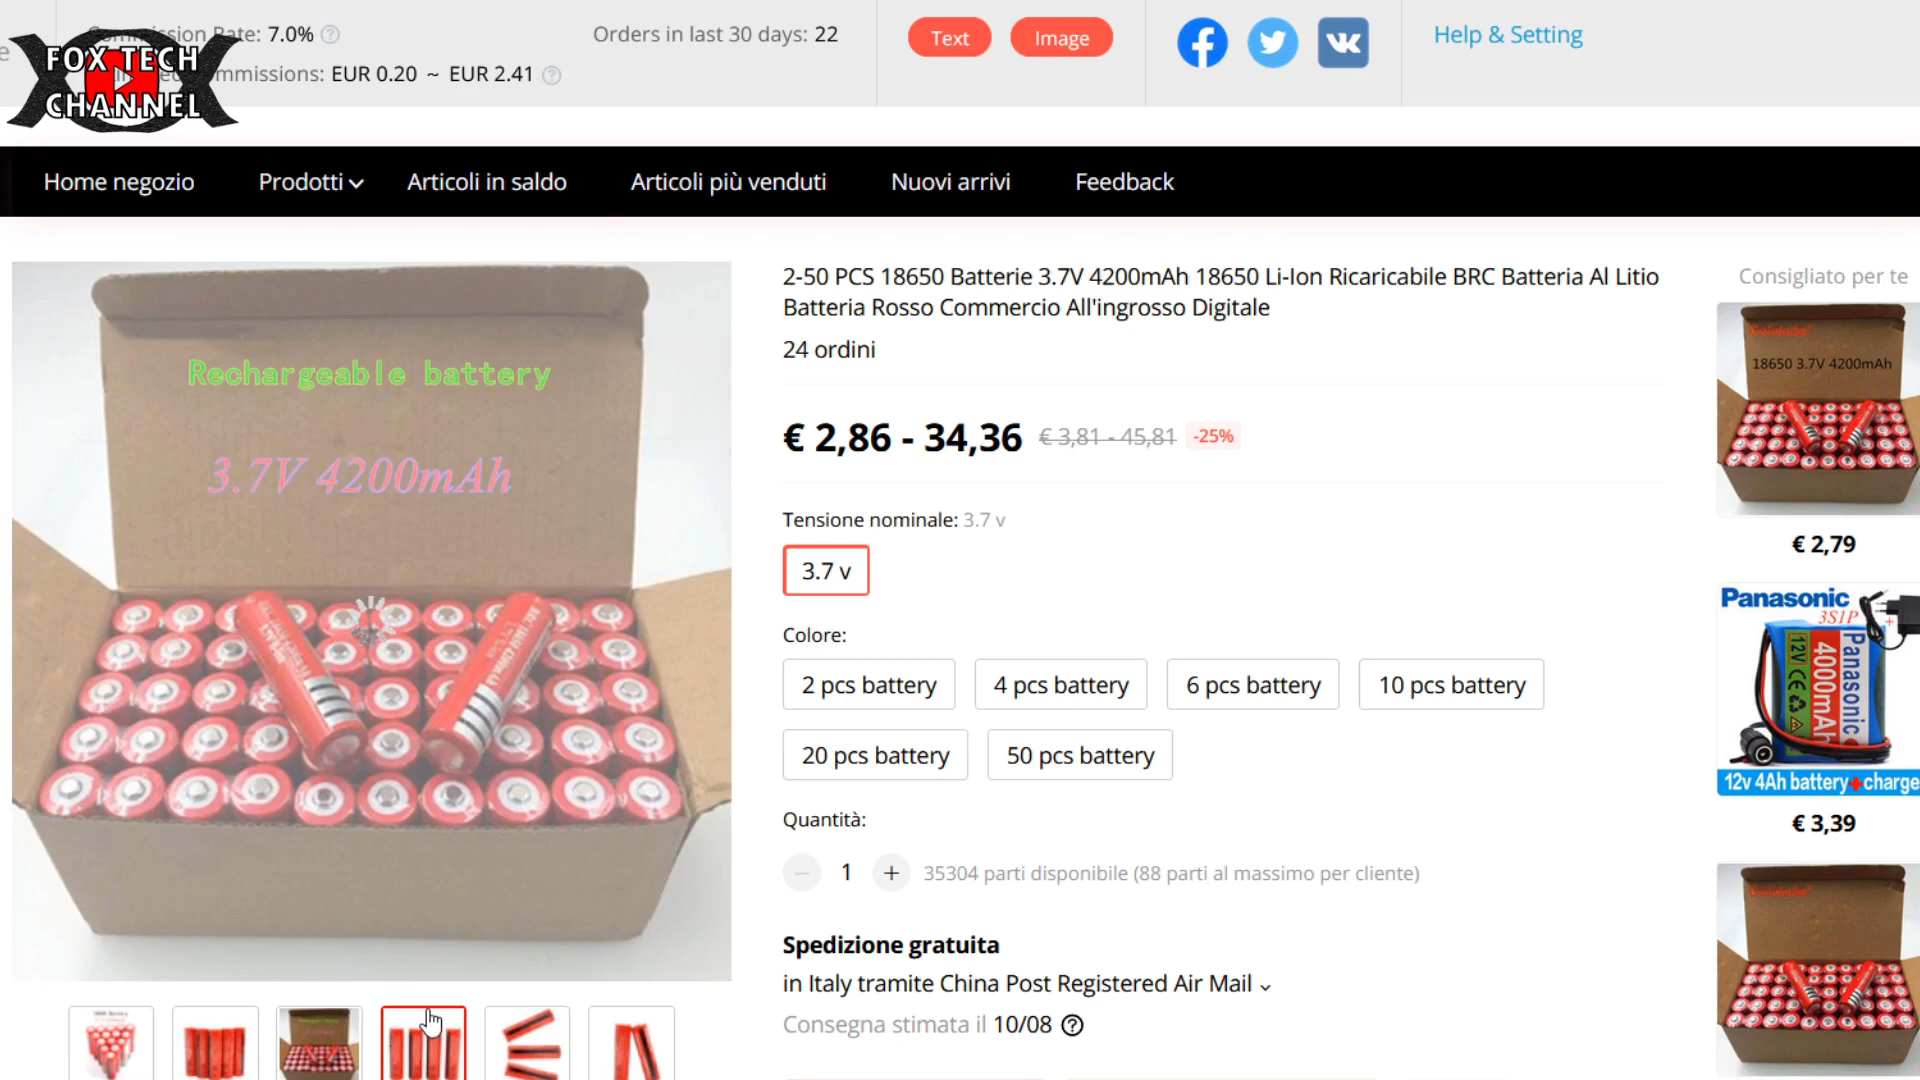 Commission Rate: 7.0%
Orders in last 30 days: 22
Text
Image
Help & Setting
mmissions: EUR 0.20 ~ EUR 2.41
FOX TECH
CHANNEL
Home negozio
Prodotti
Articoli in saldo
Articoli più venduti
Nuovi arrivi
Feedback
Rechargeable battery
3.7V 4200mAh
2-50 PCS 18650 Batterie 3.7V 4200mAh 18650 Li-Ion Ricaricabile BRC Batteria Al Litio
Batteria Rosso Commercio All'ingrosso Digitale
24 ordini
€ 2,86 - 34,36
€ 3,81 - 45,81
-25%
Tensione nominale: 3.7 v
3.7 v
Colore:
2 pcs battery
4 pcs battery
6 pcs battery
10 pcs battery
20 pcs battery
50 pcs battery
Quantità:
1
35304 parti disponibile (88 parti al massimo per cliente)
Spedizione gratuita
in Italy tramite China Post Registered Air Mail
Consegna stimata il 10/08
Consigliato per te
18650 3.7V 4200mAh
€ 2,79
Panasonic
3S1P
12V
Panasonic
4000mAh
12v 4Ah battery+charge
€ 3,39